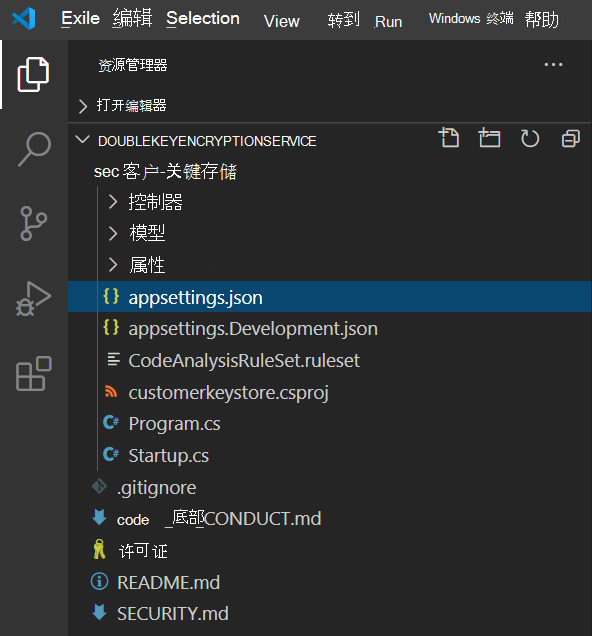 Exile 编辑 Selection View 转到 Run Windows 终端 帮助
资源管理器
打开编辑器
DOUBLEKEYENCRYPTIONSERVICE
sec 客户-关键存储
控制器
模型
属性
{} appsettings.json
{} appsettings.Development.json
CodeAnalysisRuleSet.ruleset
customerkeystore.csproj
C# Program.cs
C# Startup.cs
.gitignore
code _底部_CONDUCT.md
许可证
README.md
SECURITY.md